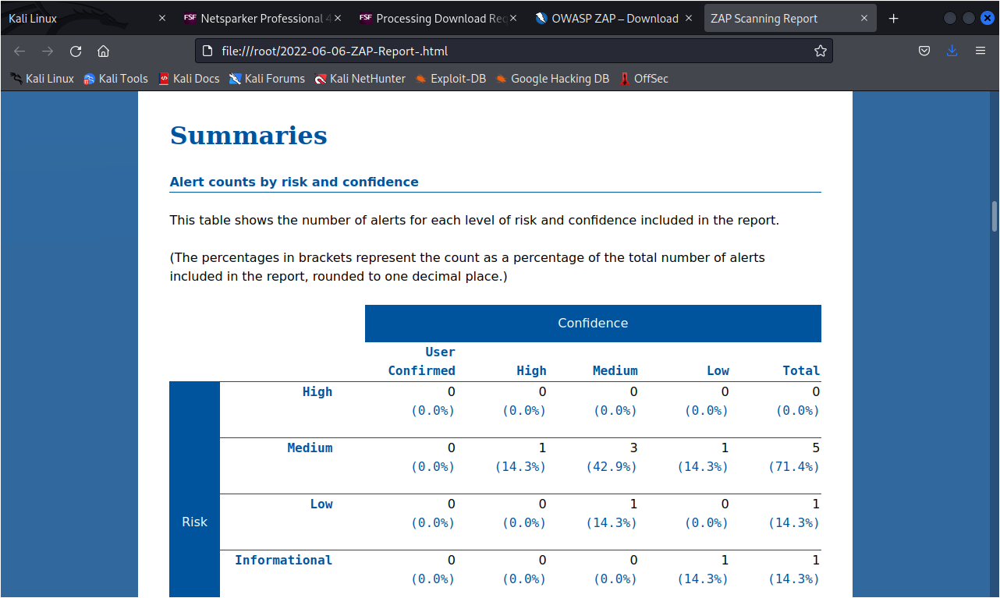 Kali Linux
FSF Netsparker Professional 4
FSF Processing Download Req
OWASP ZAP – Download
ZAP Scanning Report
file:///root/2022-06-06-ZAP-Report-.html
Kali Linux Kali Tools Kali Docs Kali Forums Kali NetHunter Exploit-DB Google Hacking DB OffSec
Summaries
Alert counts by risk and confidence
This table shows the number of alerts for each level of risk and confidence included in the report.
(The percentages in brackets represent the count as a percentage of the total number of alerts
included in the report, rounded to one decimal place.)
Confidence
User
Confirmed High Medium Low Total
High 0 0 0 0 0
(0.0%) (0.0%) (0.0%) (0.0%) (0.0%)
Medium 0 1 3 1 5
(0.0%) (14.3%) (42.9%) (14.3%) (71.4%)
Low 0 0 1 0 1
Risk (0.0%) (0.0%) (14.3%) (0.0%) (14.3%)
Informational 0 0 0 1 1
(0.0%) (0.0%) (0.0%) (14.3%) (14.3%)